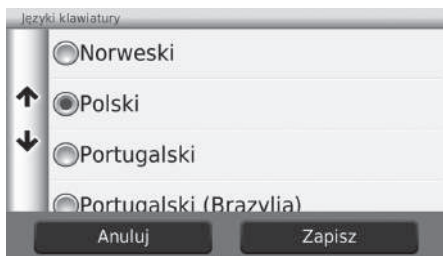 Języki klawiatury
Norweski
Polski
Portugalski
Portugalski (Brazylia)
Anuluj
Zapisz